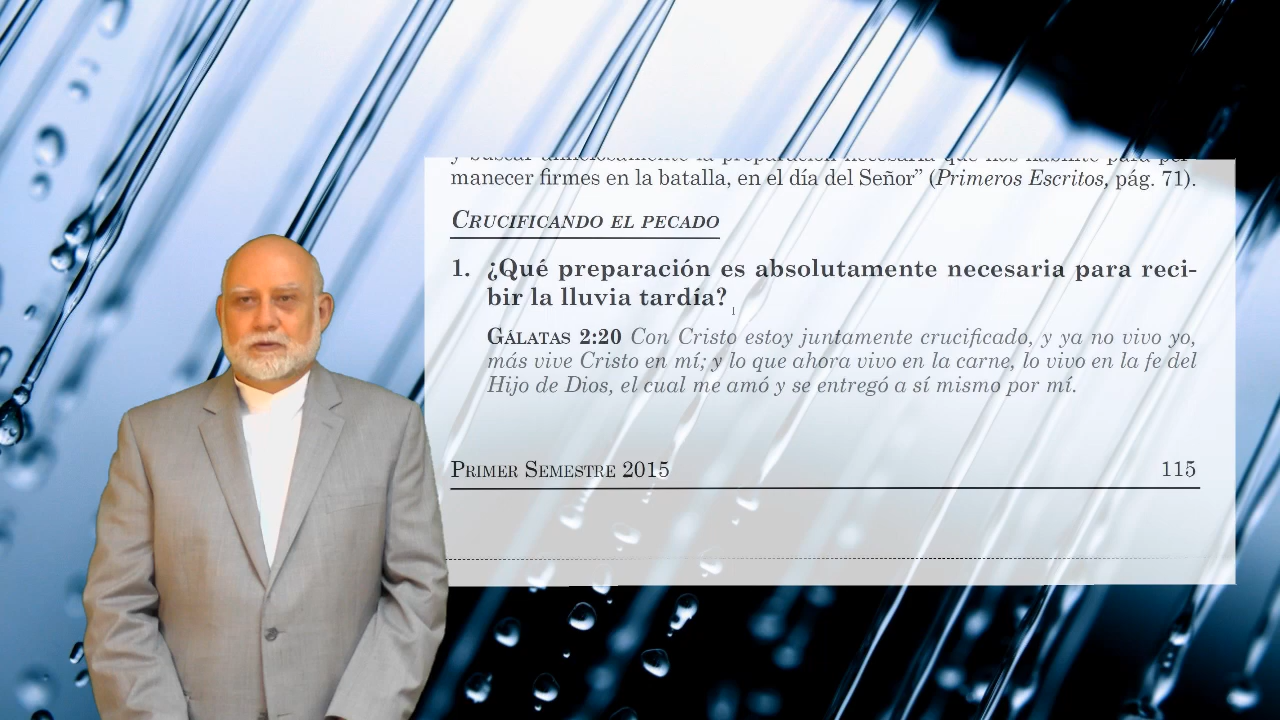 manecer firmes en la batalla, en el día del Señor” (Primeros Escritos, pág. 71).
Crucificando el pecado
1. ¿Qué preparación es absolutamente necesaria para reci-
bir la lluvia tardía?
1
Gálatas 2:20 Con Cristo estoy juntamente crucificado, y ya no vivo yo,
más vive Cristo en mí; y lo que ahora vivo en la carne, lo vivo en la fe del
Hijo de Dios, el cual me amó y se entregó a sí mismo por mí.
Primer Semestre 2015 115